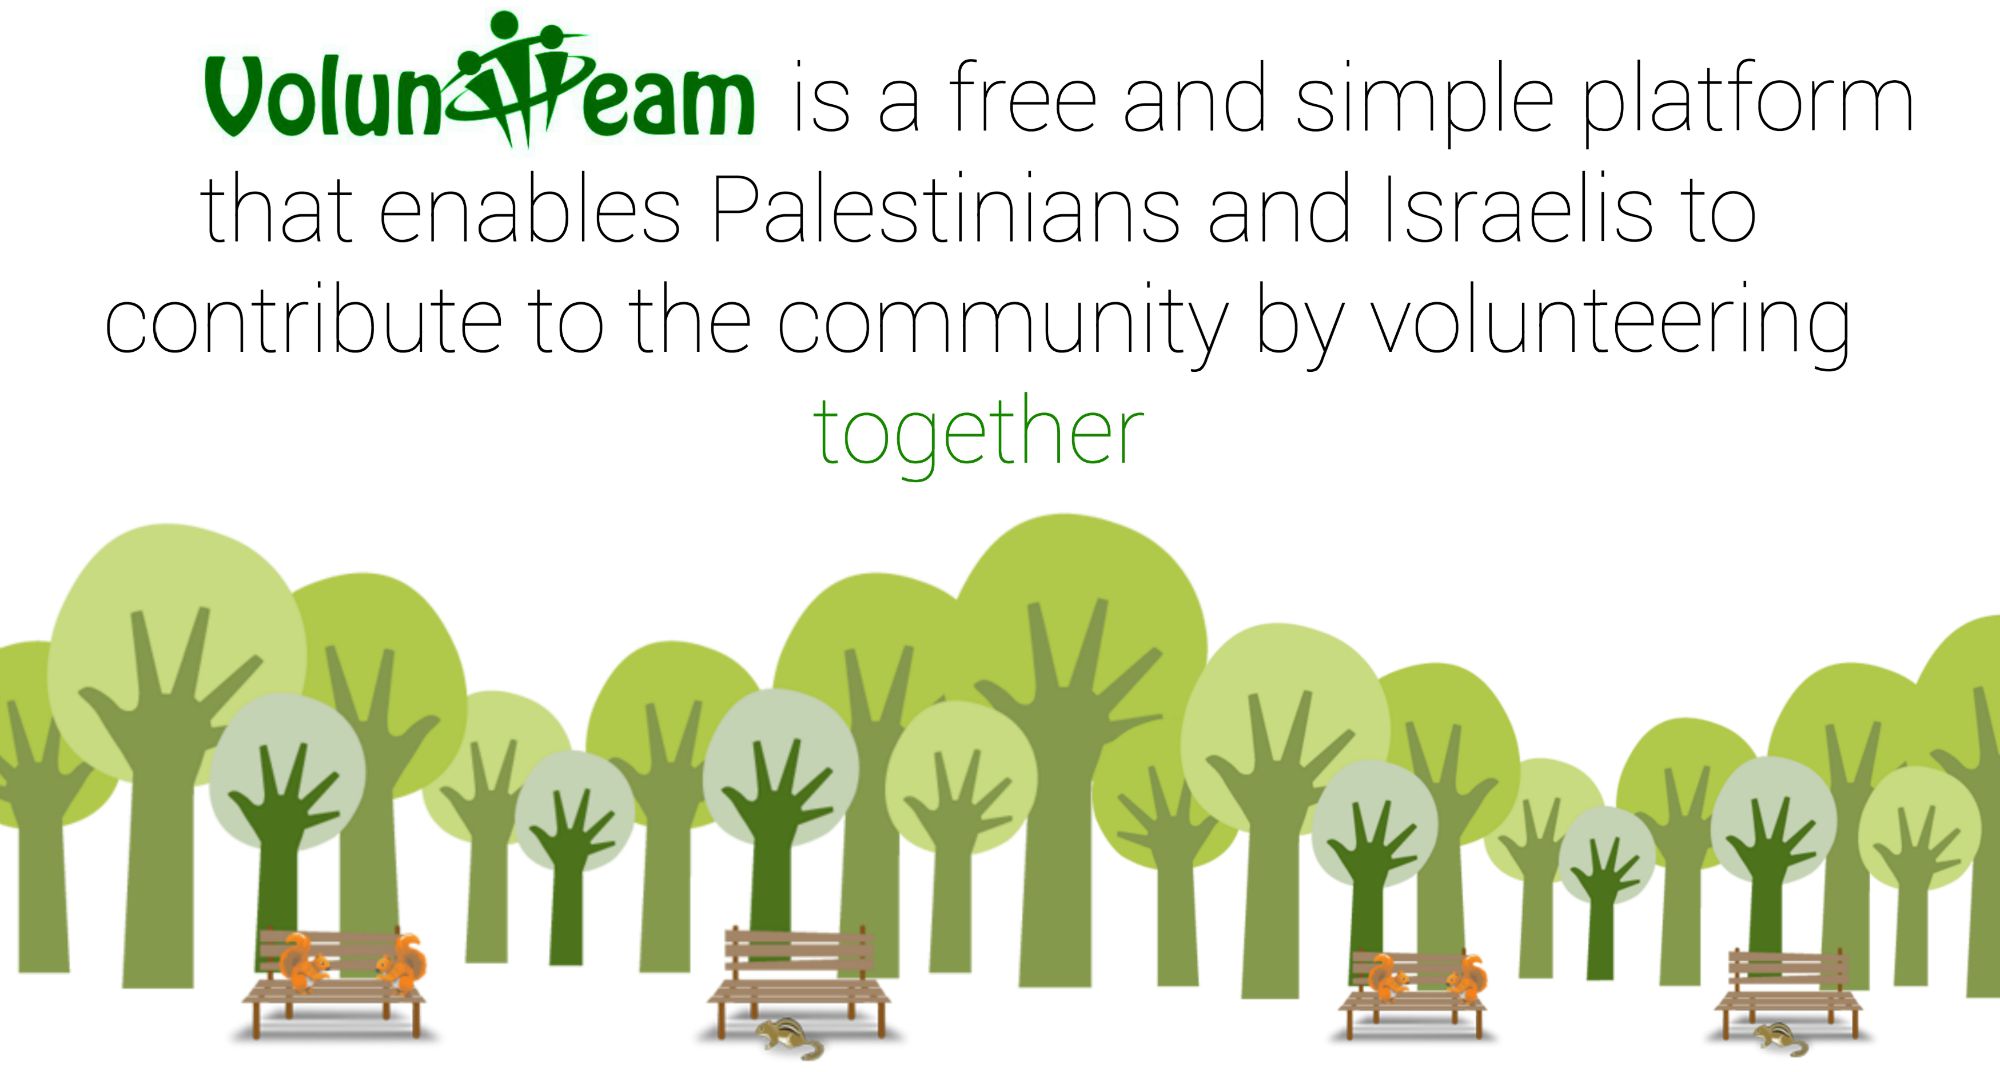 VolunTeam is a free and simple platform
that enables Palestinians and Israelis to
contribute to the community by volunteering
together